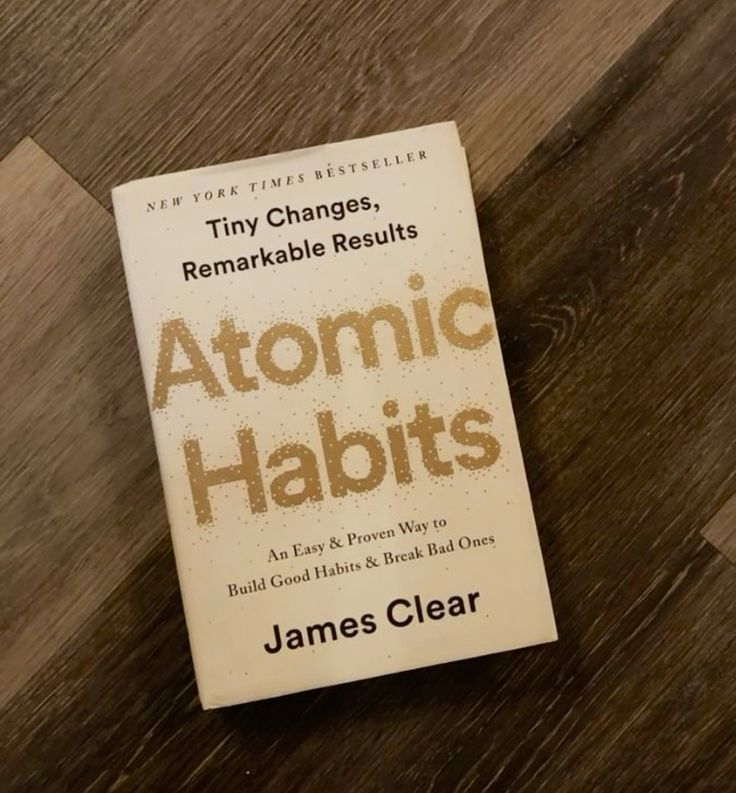 NEW YORK TIMES BESTSELLER
Tiny Changes,
Remarkable Results
Atomic
Habits
An Easy & Proven Way to
Build Good Habits & Break Bad Ones
James Clear